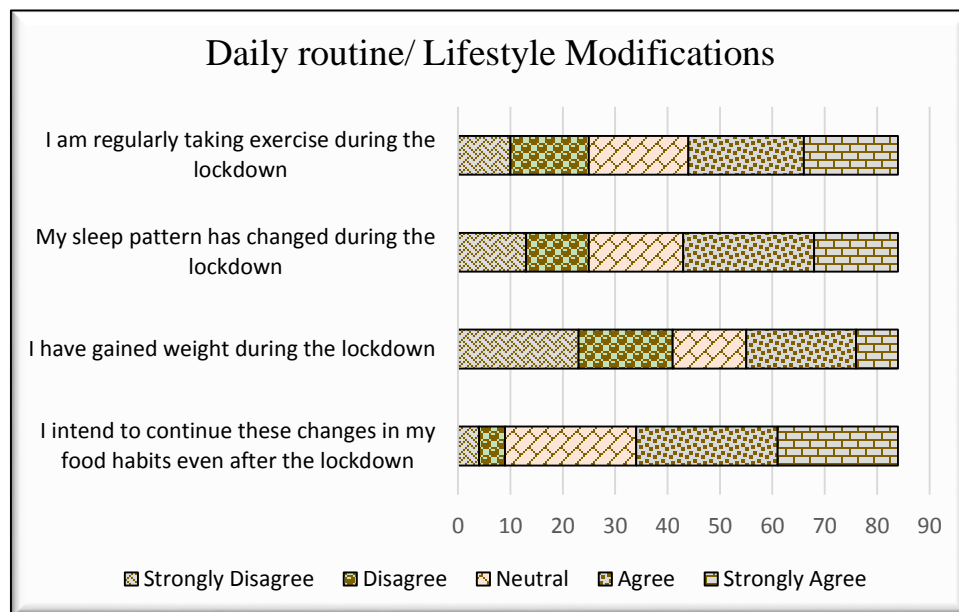 Daily routine/ Lifestyle Modifications
I am regularly taking exercise during the
lockdown
My sleep pattern has changed during the
lockdown
I have gained weight during the lockdown
I intend to continue these changes in my
food habits even after the lockdown
0 10 20 30 40 50 60 70 80 90
Strongly Disagree Disagree Neutral Agree Strongly Agree